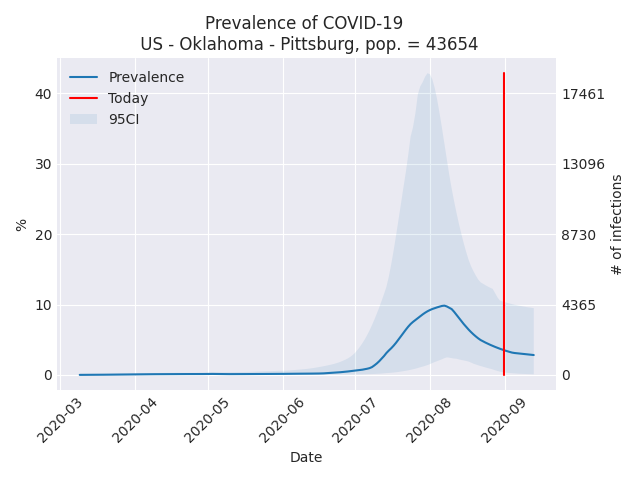 Prevalence of COVID-19
US - Oklahoma - Pittsburg, pop. = 43654
Prevalence
Today
95CI
40
30
20
10
0
%
17461
13096
8730
4365
0
# of infections
2020-03
2020-04
2020-05
2020-06
2020-07
2020-08
2020-09
Date